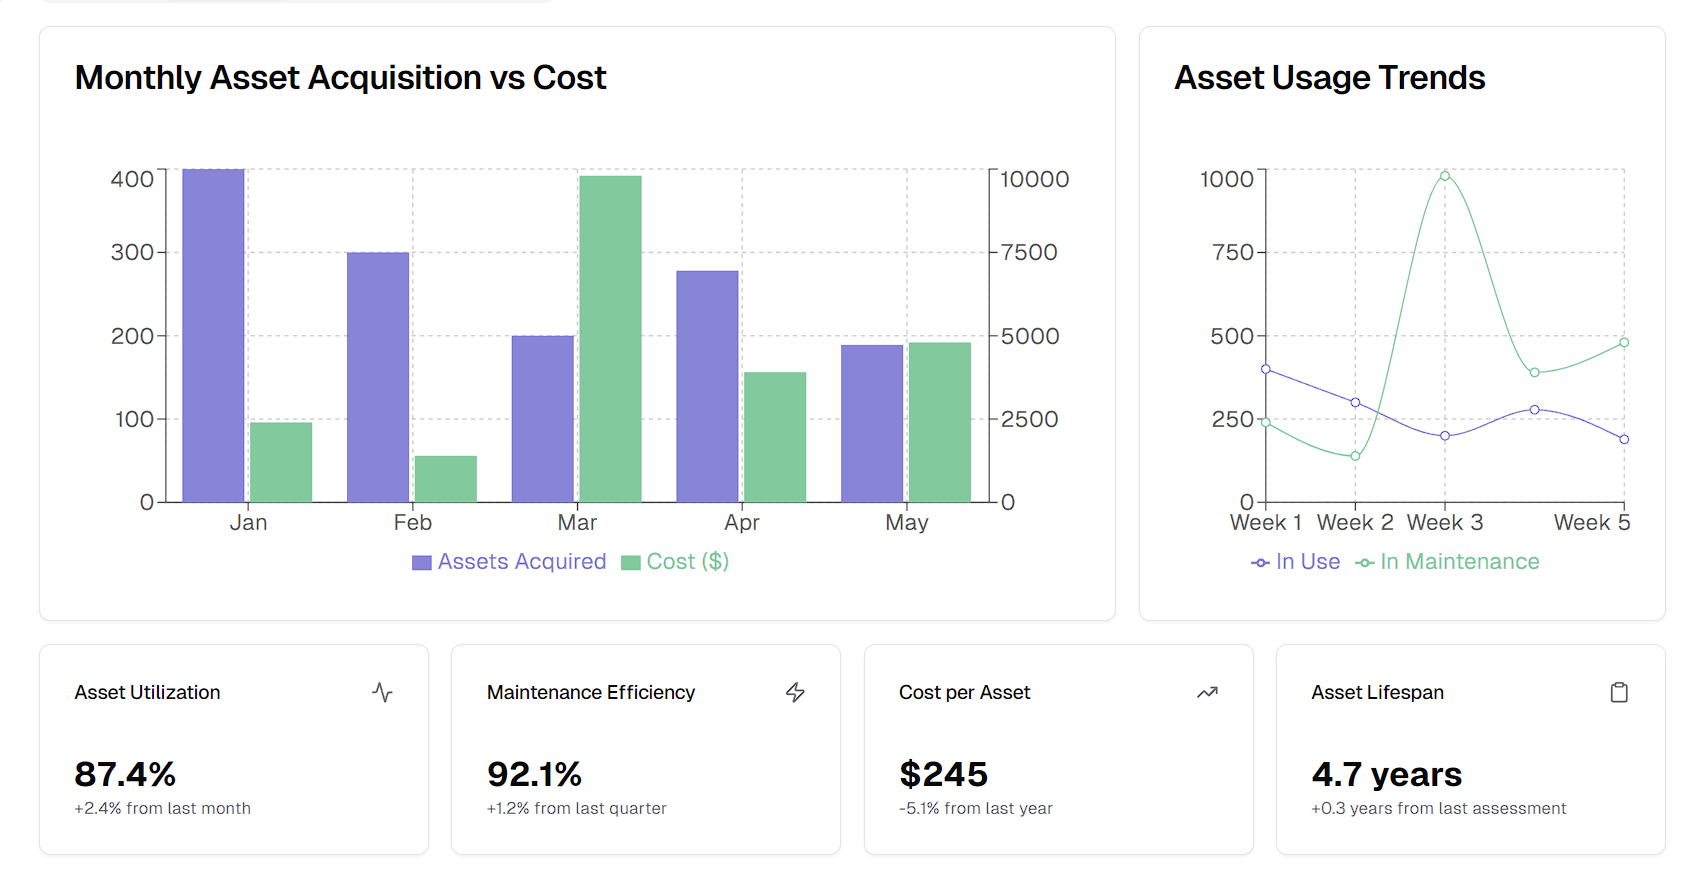 Monthly Asset Acquisition vs Cost
400
300
200
100
0
10000
7500
5000
2500
0
Jan Feb Mar Apr May
Assets Acquired Cost ($)
Asset Usage Trends
1000
750
500
250
0
Week 1 Week 2 Week 3 Week 5
In Use In Maintenance
Asset Utilization
87.4%
+2.4% from last month
Maintenance Efficiency
92.1%
+1.2% from last quarter
Cost per Asset
$245
-5.1% from last year
Asset Lifespan
4.7 years
+0.3 years from last assessment